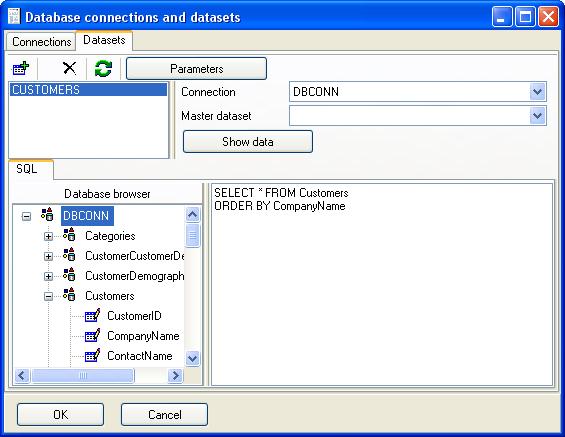 Database connections and datasets
Connections Datasets
Parameters
CUSTOMERS
Connection DBCONN
Master dataset
Show data
SQL
Database browser
DBCONN
Categories
CustomerCustomerDe
CustomerDemograph
Customers
CustomerID
CompanyName
ContactName
SELECT * FROM Customers
ORDER BY CompanyName
OK Cancel